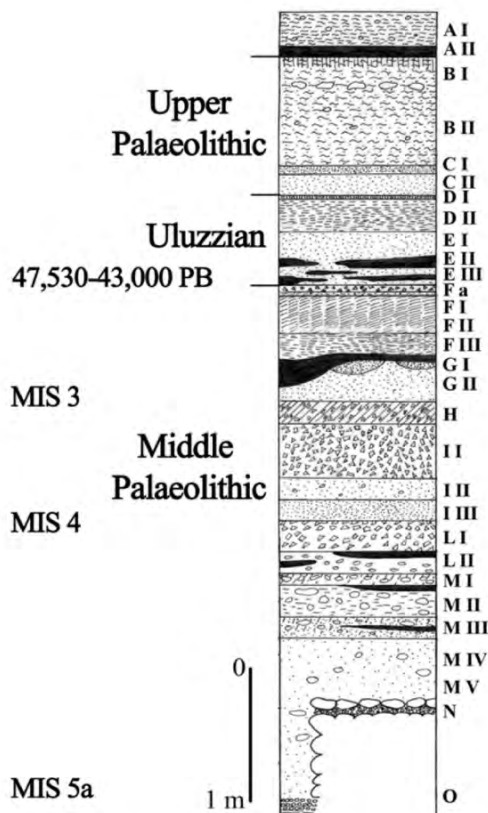 A I
A II
B I
Upper
Palaeolithic
B II
C I
C II
D I
D II
Uluzzian
E I
E II
E III
47,530-43,000 PB
F a
F I
F II
F III
G I
G II
MIS 3
H
Middle
Palaeolithic
I I
I II
MIS 4
I III
L I
L II
M I
M II
M III
0
M IV
M V
N
MIS 5a
1 m
O